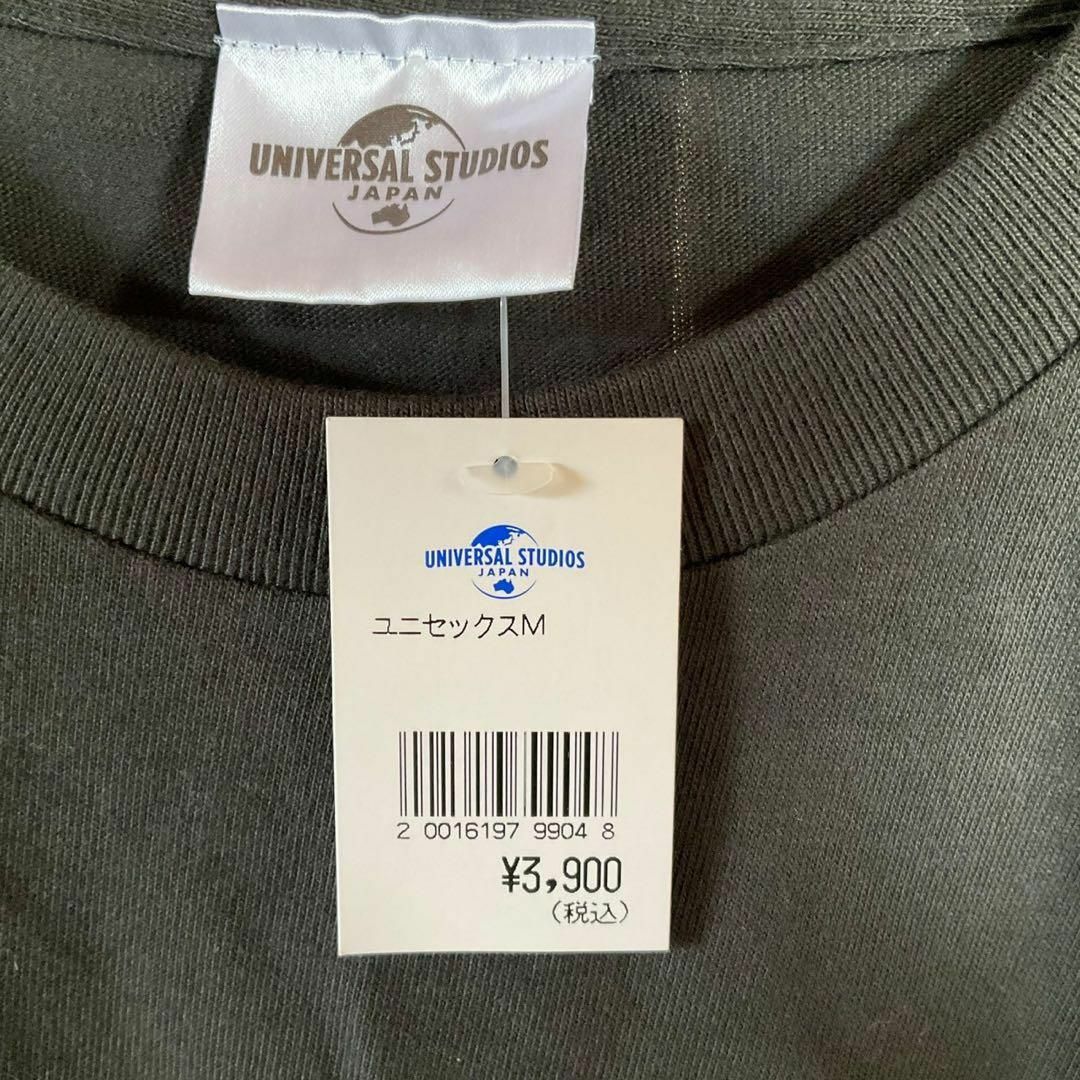 UNIVERSAL STUDIOS
JAPAN
UNIVERSAL STUDIOS
JAPAN
ユニセックスM
2 0016197 9904 8
¥3,900
(税込)